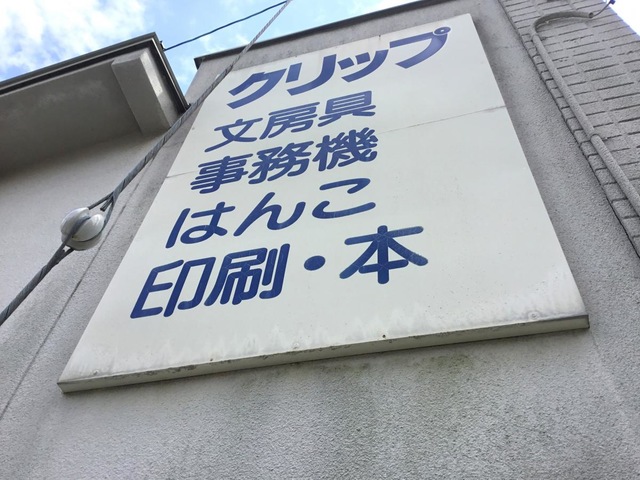 クリップ
文房具
事務機
はんこ
印刷・本